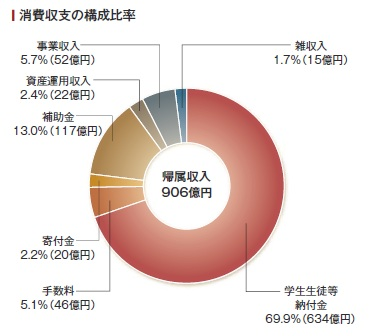 消費収支の構成比率
事業収入
5.7%(52億円)
雑収入
1.7%(15億円)
資産運用収入
2.4%(22億円)
補助金
13.0%(117億円)
帰属収入
906億円
寄付金
2.2%(20億円)
手数料
5.1%(46億円)
学生生徒等
納付金
69.9%(634億円)